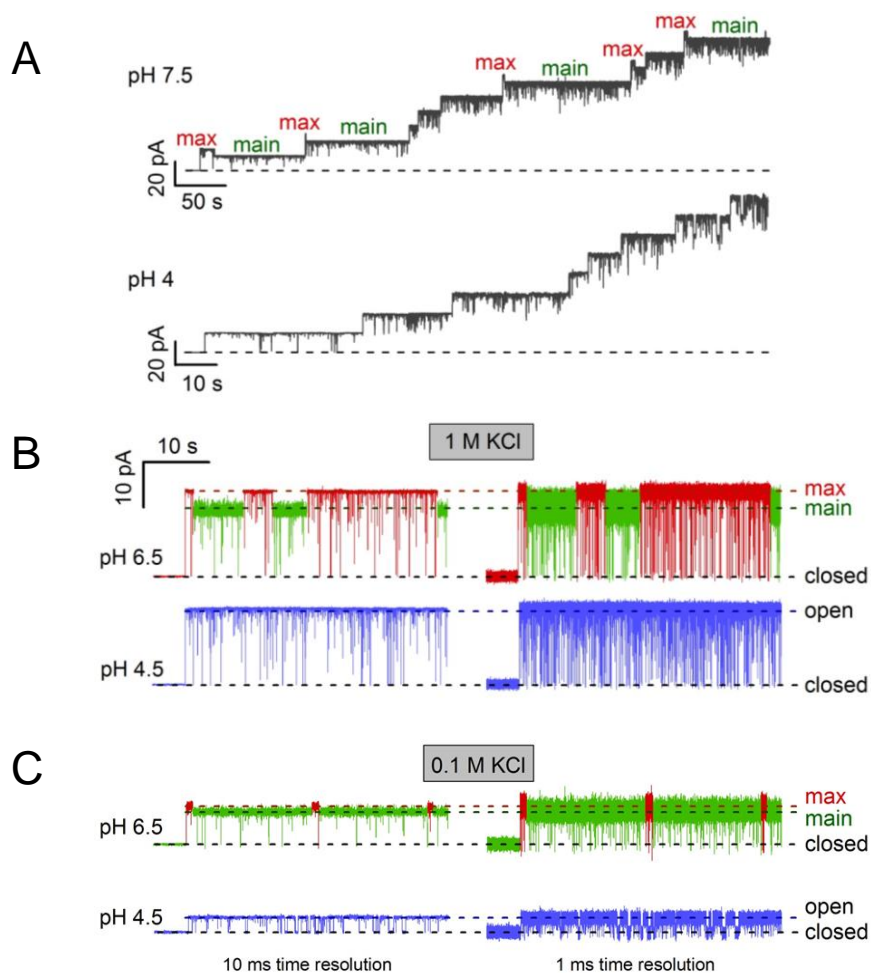 A
pH 7.5
max main max main max main max max main
20 pA
50 s
pH 4
20 pA
10 s
B
1 M KCl
10 s
10 pA
max
main
pH 6.5
closed
open
pH 4.5
closed
C
0.1 M KCl
max
main
pH 6.5
closed
open
pH 4.5
closed
10 ms time resolution 1 ms time resolution